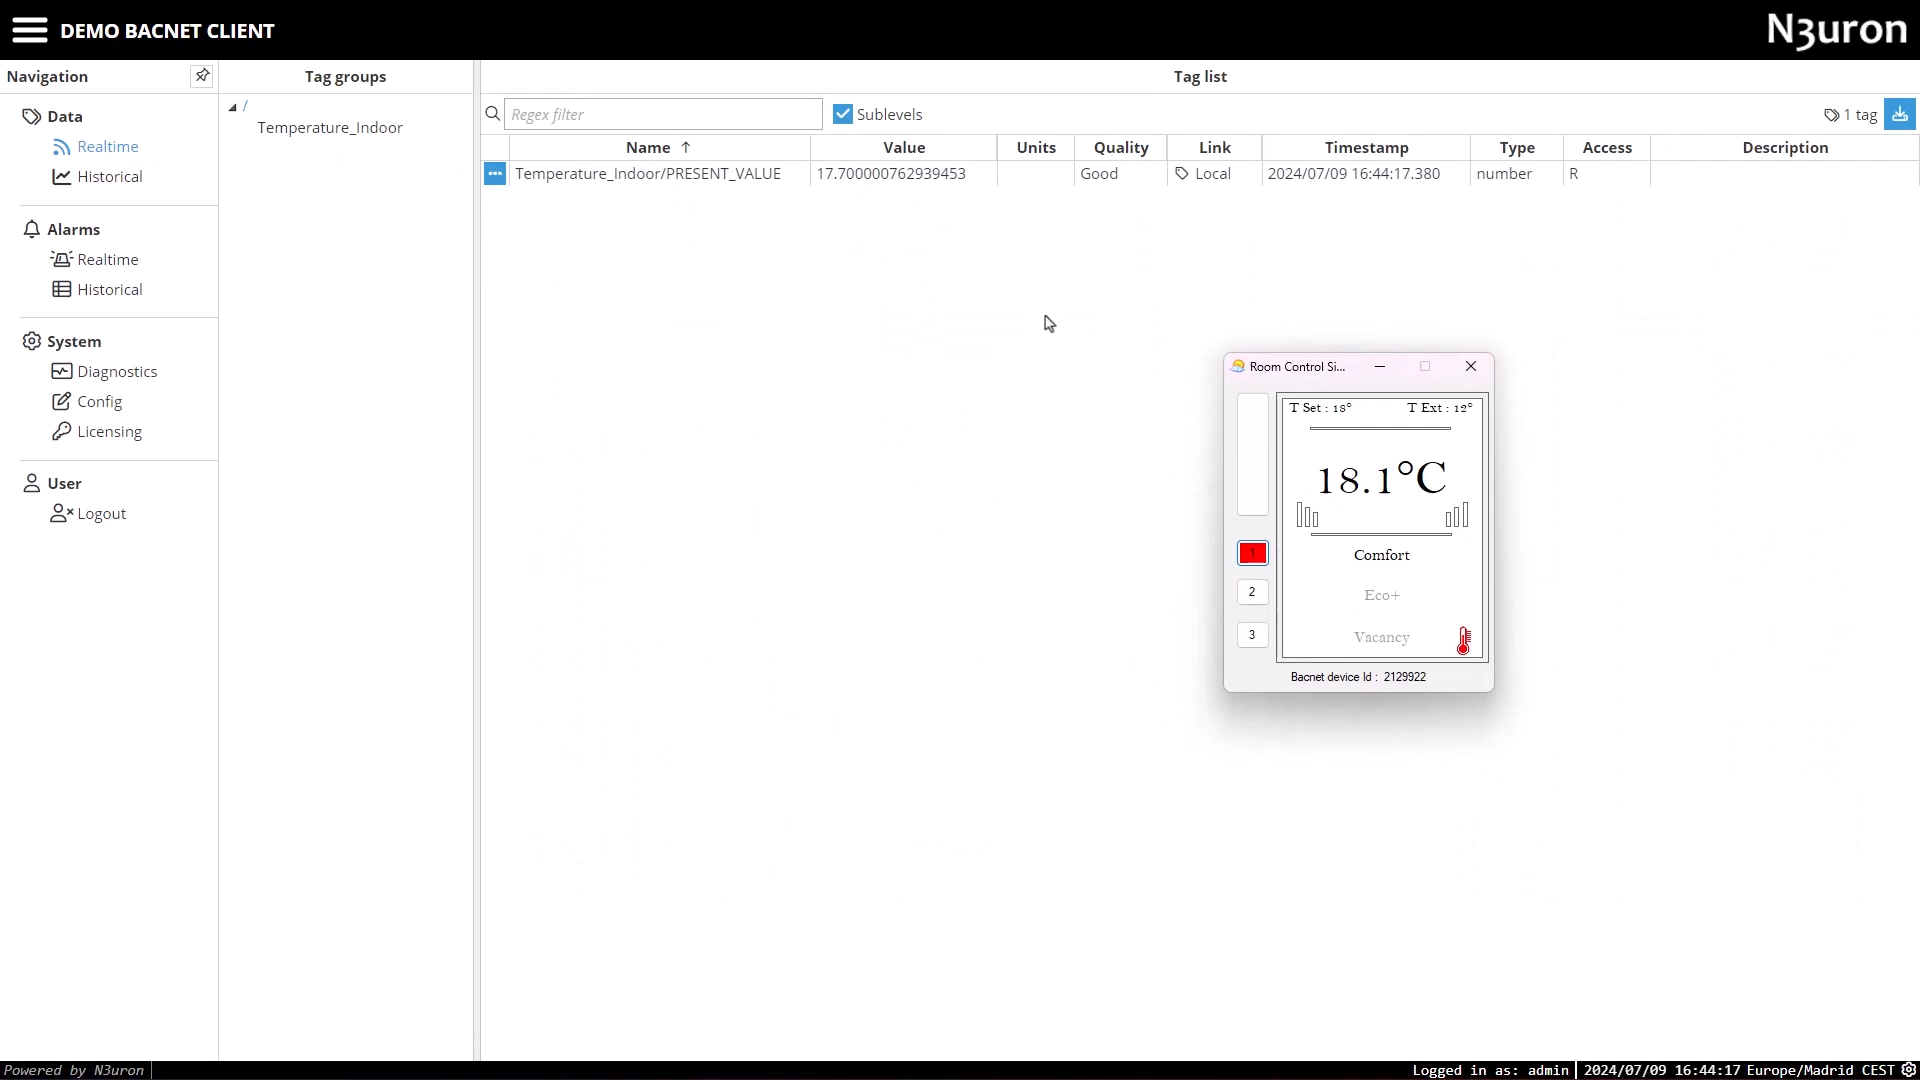 DEMO BACNET CLIENT
N3uron
Navigation
Tag groups
Tag list
Data
Realtime
Historical
Alarms
Realtime
Historical
System
Diagnostics
Config
Licensing
User
Logout
/
Temperature_Indoor
Regex filter
Sublevels
1 tag
Name ↑ Value Units Quality Link Timestamp Type Access Description
Temperature_Indoor/PRESENT_VALUE 17.700000762939453 Good Local 2024/07/09 16:44:17.380 number R
Room Control Si...
T Set : 18° T Ext : 12°
18.1°C
1 Comfort
2 Eco+
3 Vacancy
Bacnet device Id : 2129922
Powered by N3uron
Logged in as: admin 2024/07/09 16:44:17 Europe/Madrid CEST